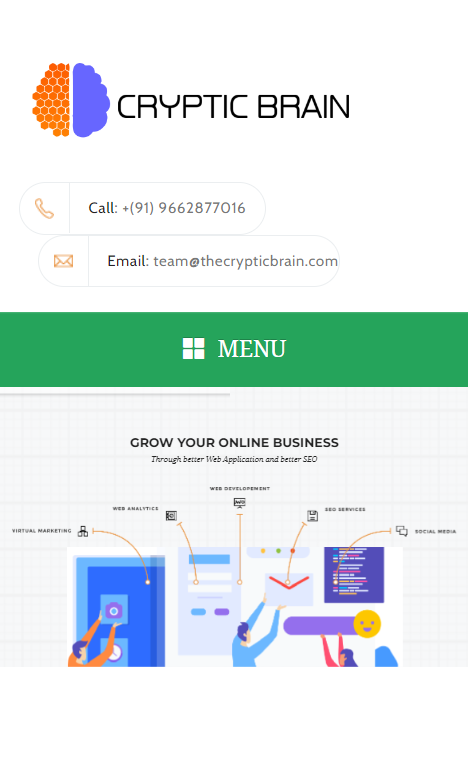 CRYPTIC BRAIN
Call: +(91) 9662877016
Email: team@thecrypticbrain.com
MENU
GROW YOUR ONLINE BUSINESS
Through better Web Application and better SEO
WEB DEVELOPEMENT
WEB ANALYTICS
SEO SERVICES
VIRTUAL MARKETING
SOCIAL MEDIA